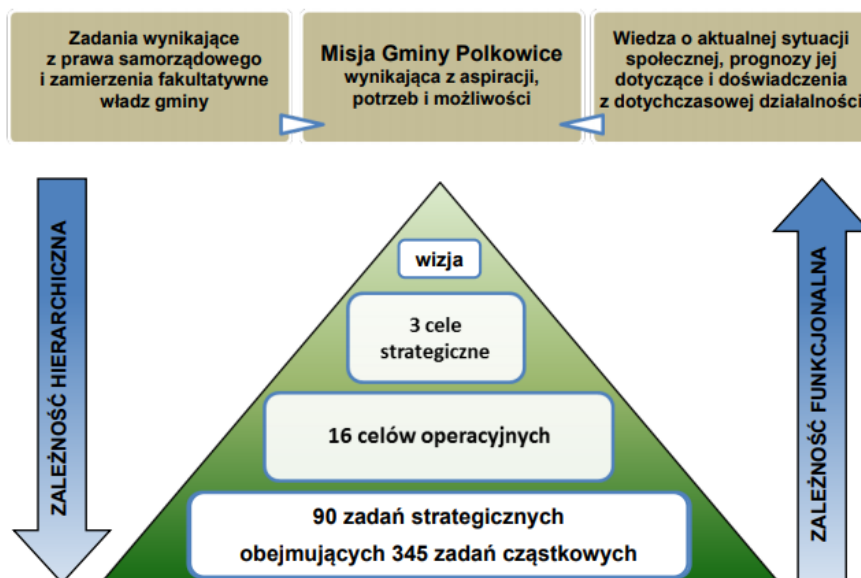 Zadania wynikające
z prawa samorządowego
i zamierzenia fakultatywne
władz gminy
Misja Gminy Polkowice
wynikająca z aspiracji,
potrzeb i możliwości
Wiedza o aktualnej sytuacji
społecznej, prognozy jej
dotyczące i doświadczenia
z dotychczasowej działalności
ZALEŻNOŚĆ HIERARCHICZNA
wizja
3 cele
strategiczne
16 celów operacyjnych
90 zadań strategicznych
obejmujących 345 zadań cząstkowych
ZALEŻNOŚĆ FUNKCJONALNA